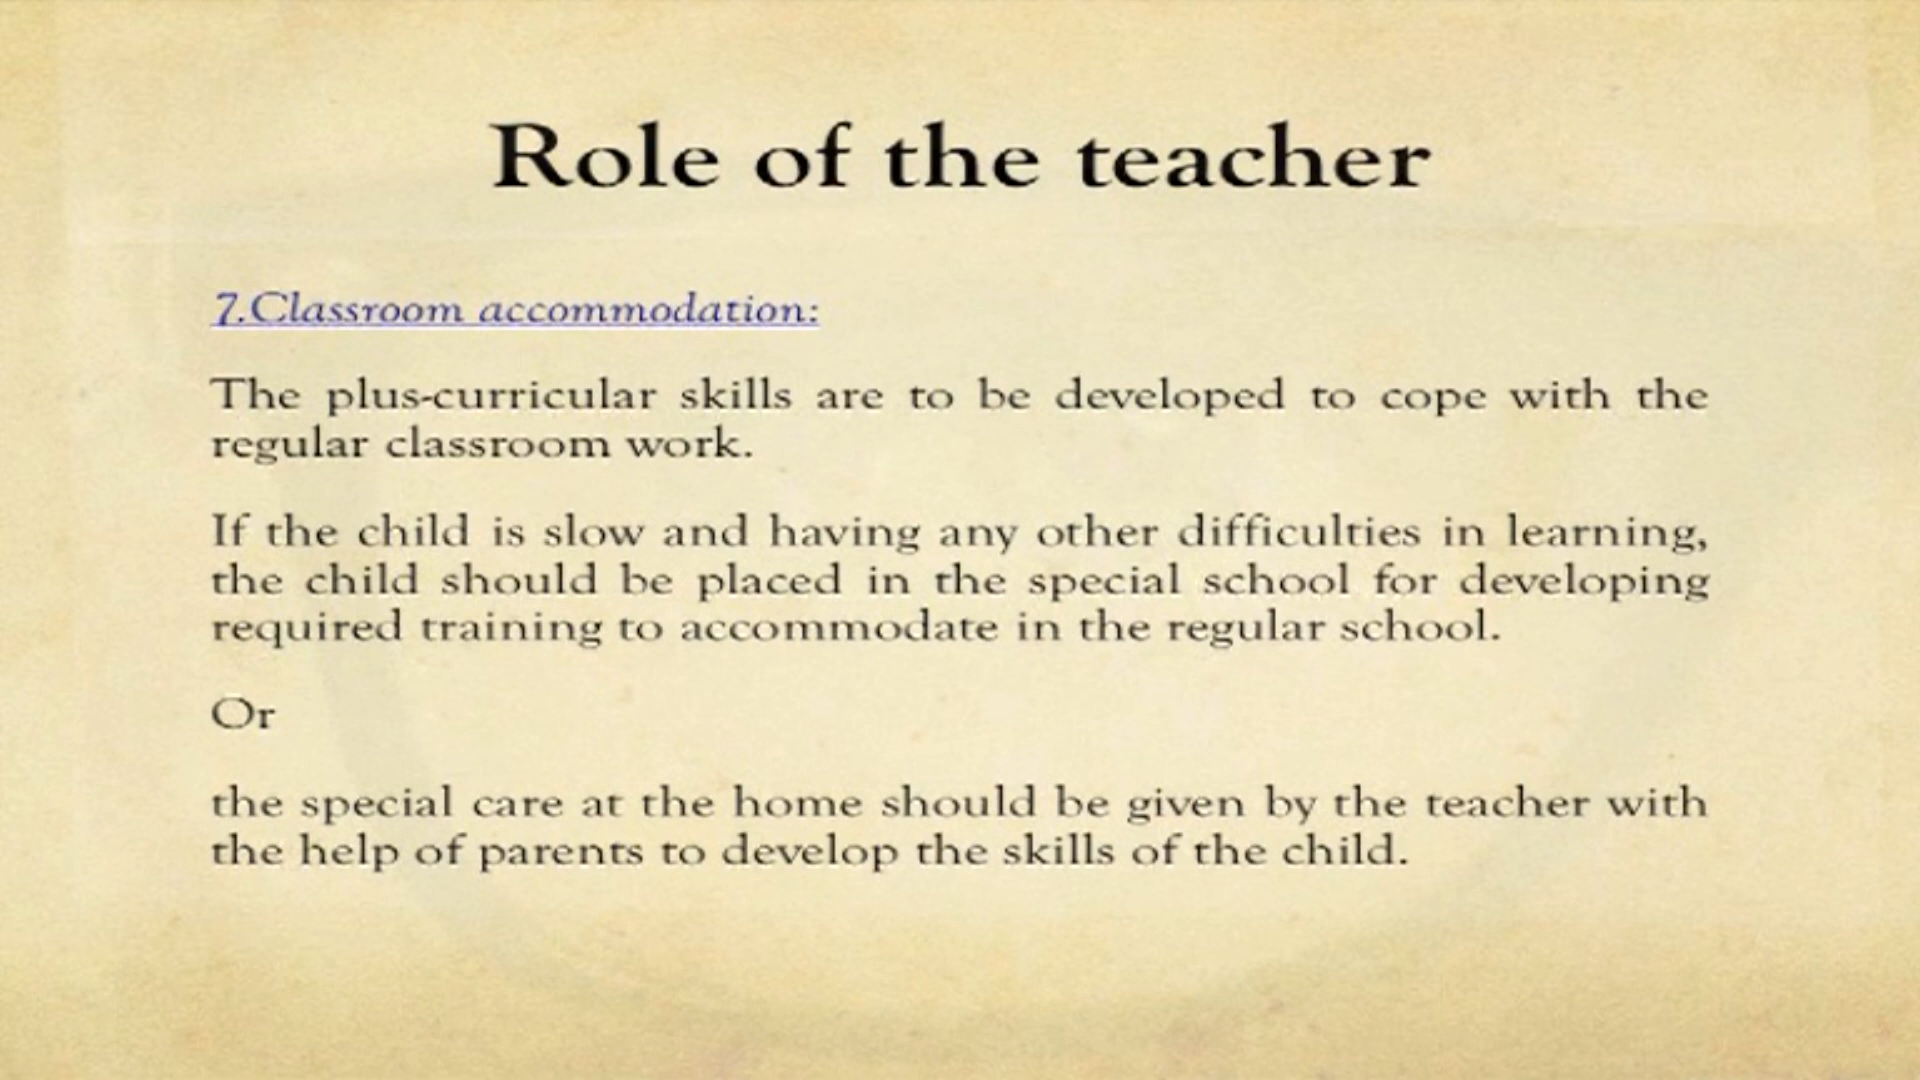 Role of the teacher
7.Classroom accommodation:
The plus-curricular skills are to be developed to cope with the
regular classroom work.
If the child is slow and having any other difficulties in learning,
the child should be placed in the special school for developing
required training to accommodate in the regular school.
Or
the special care at the home should be given by the teacher with
the help of parents to develop the skills of the child.